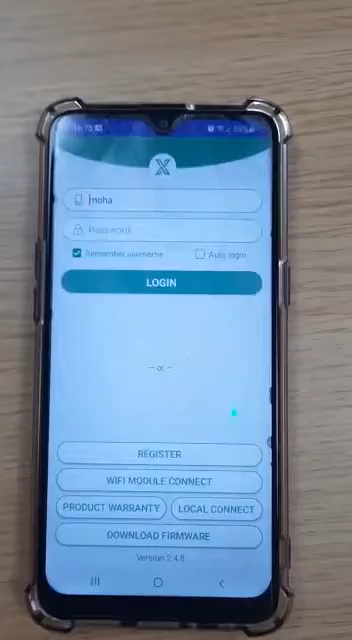 X
moha
Password
Remember username Auto login
LOGIN
-- or --
REGISTER
WIFI MODULE CONNECT
PRODUCT WARRANTY LOCAL CONNECT
DOWNLOAD FIRMWARE
Version 2.4.8